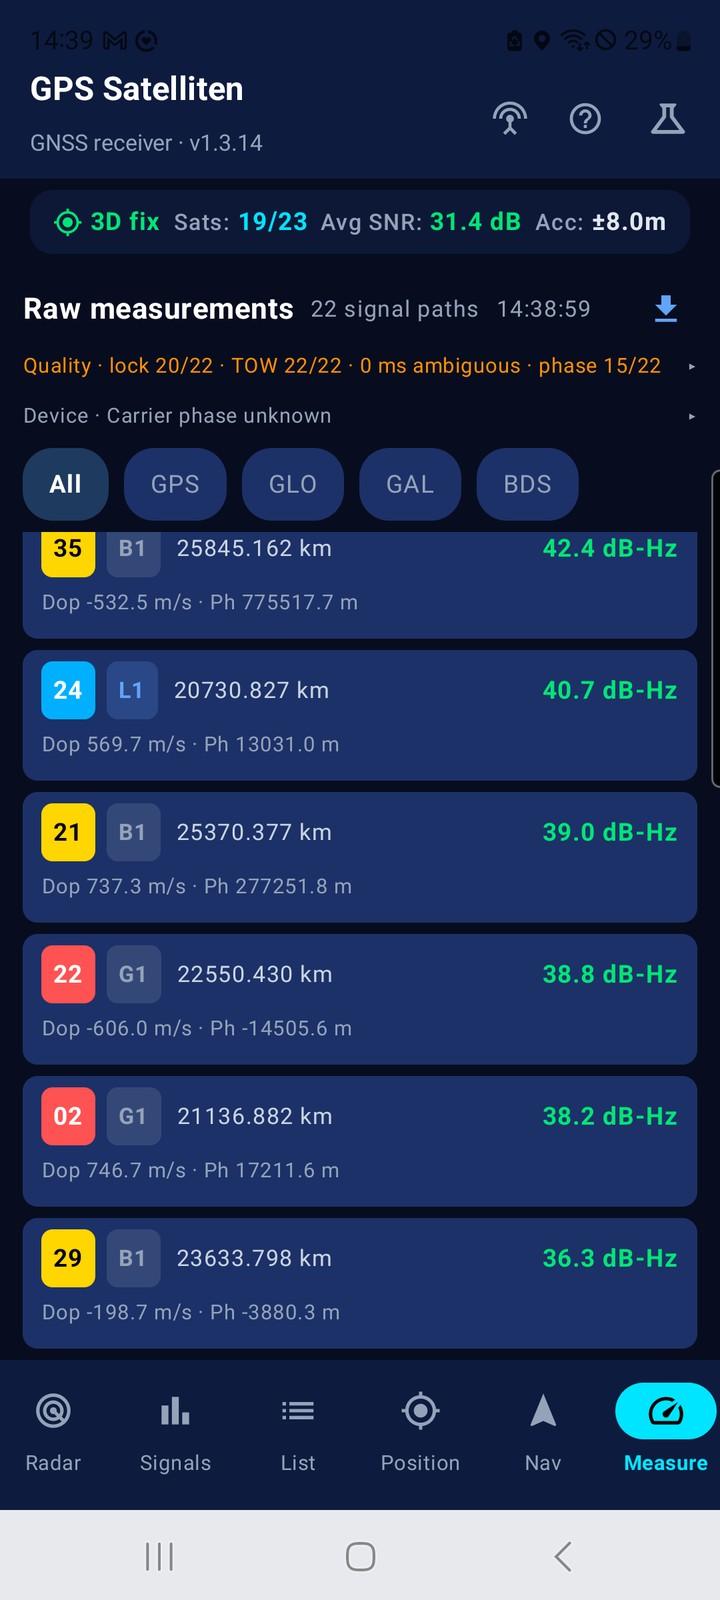 14:39 29%
GPS Satelliten
GNSS receiver · v1.3.14
3D fix Sats: 19/23 Avg SNR: 31.4 dB Acc: ±8.0m
Raw measurements 22 signal paths 14:38:59
Quality · lock 20/22 · TOW 22/22 · 0 ms ambiguous · phase 15/22
Device · Carrier phase unknown
All GPS GLO GAL BDS
35 B1 25845.162 km 42.4 dB-Hz
Dop -532.5 m/s · Ph 775517.7 m
24 L1 20730.827 km 40.7 dB-Hz
Dop 569.7 m/s · Ph 13031.0 m
21 B1 25370.377 km 39.0 dB-Hz
Dop 737.3 m/s · Ph 277251.8 m
22 G1 22550.430 km 38.8 dB-Hz
Dop -606.0 m/s · Ph -14505.6 m
02 G1 21136.882 km 38.2 dB-Hz
Dop 746.7 m/s · Ph 17211.6 m
29 B1 23633.798 km 36.3 dB-Hz
Dop -198.7 m/s · Ph -3880.3 m
Radar Signals List Position Nav Measure